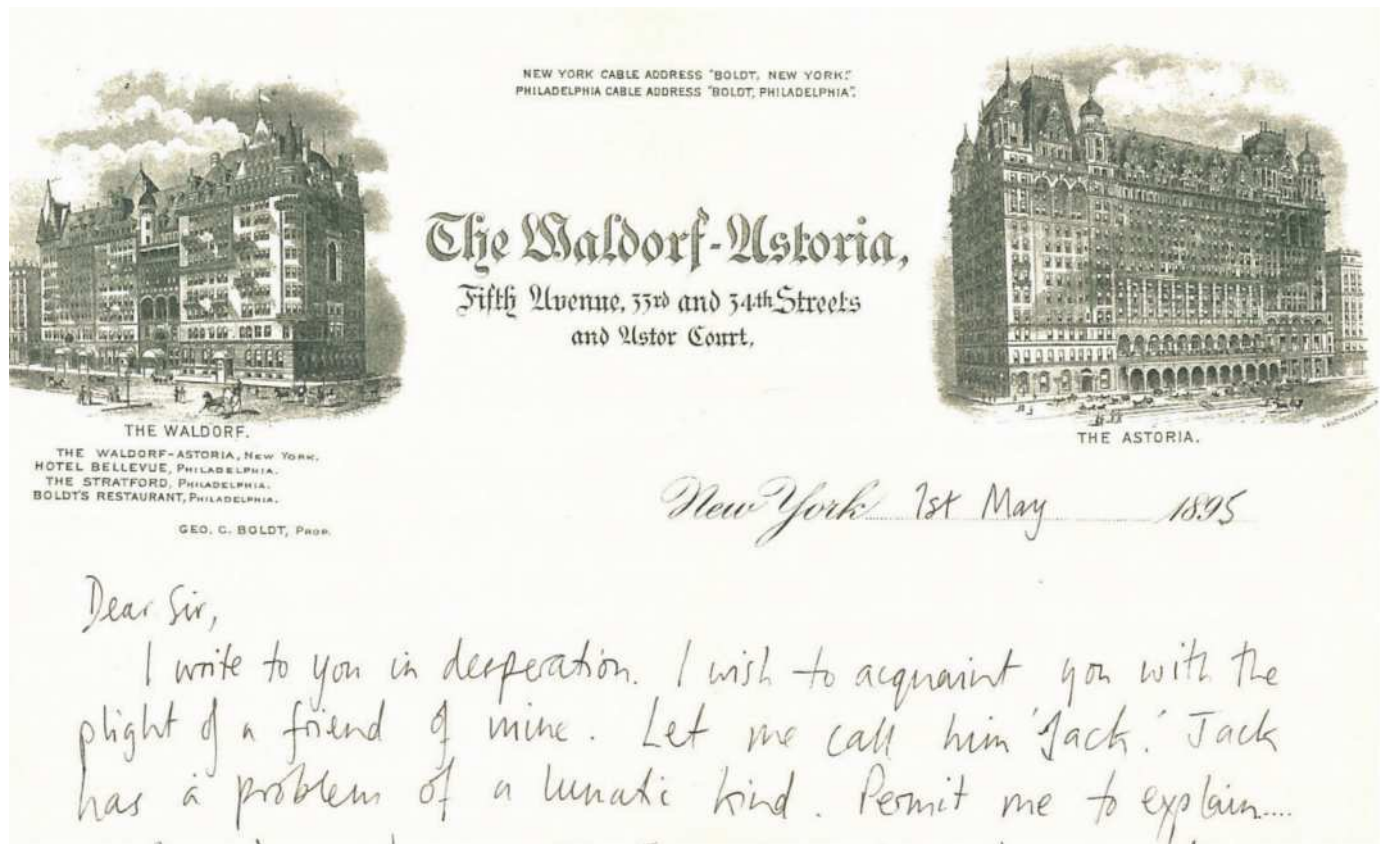 NEW YORK CABLE ADDRESS "BOLDT, NEW YORK."
PHILADELPHIA CABLE ADDRESS "BOLDT, PHILADELPHIA".
The Waldorf-Astoria,
Fifth Avenue, 33rd and 34th Streets
and Astor Court,
THE WALDORF.
THE WALDORF-ASTORIA, NEW YORK.
HOTEL BELLEVUE, PHILADELPHIA.
THE STRATFORD, PHILADELPHIA.
BOLDT'S RESTAURANT, PHILADELPHIA.
GEO. C. BOLDT, PROP.
THE ASTORIA.
New York 1st May 1895
Dear Sir,
I write to you in desperation. I wish to acquaint you with the
plight of a friend of mine. Let me call him 'Jack.' Jack
has a problem of a lunatic kind. Permit me to explain....